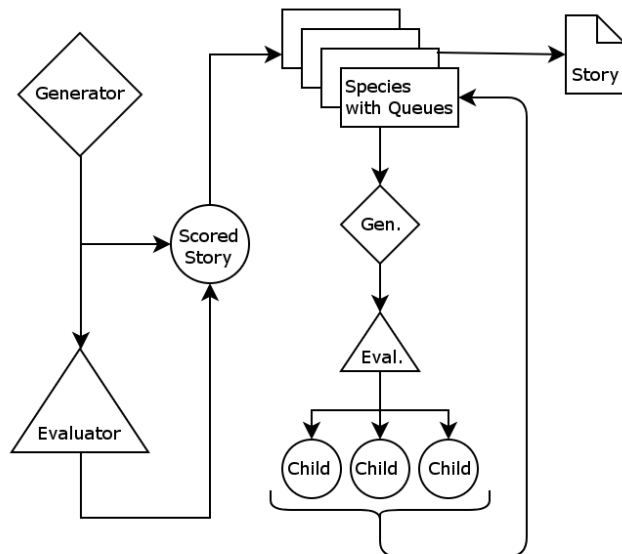 Generator
Species
with Queues
Story
Gen.
Scored
Story
Eval.
Evaluator
Child
Child
Child